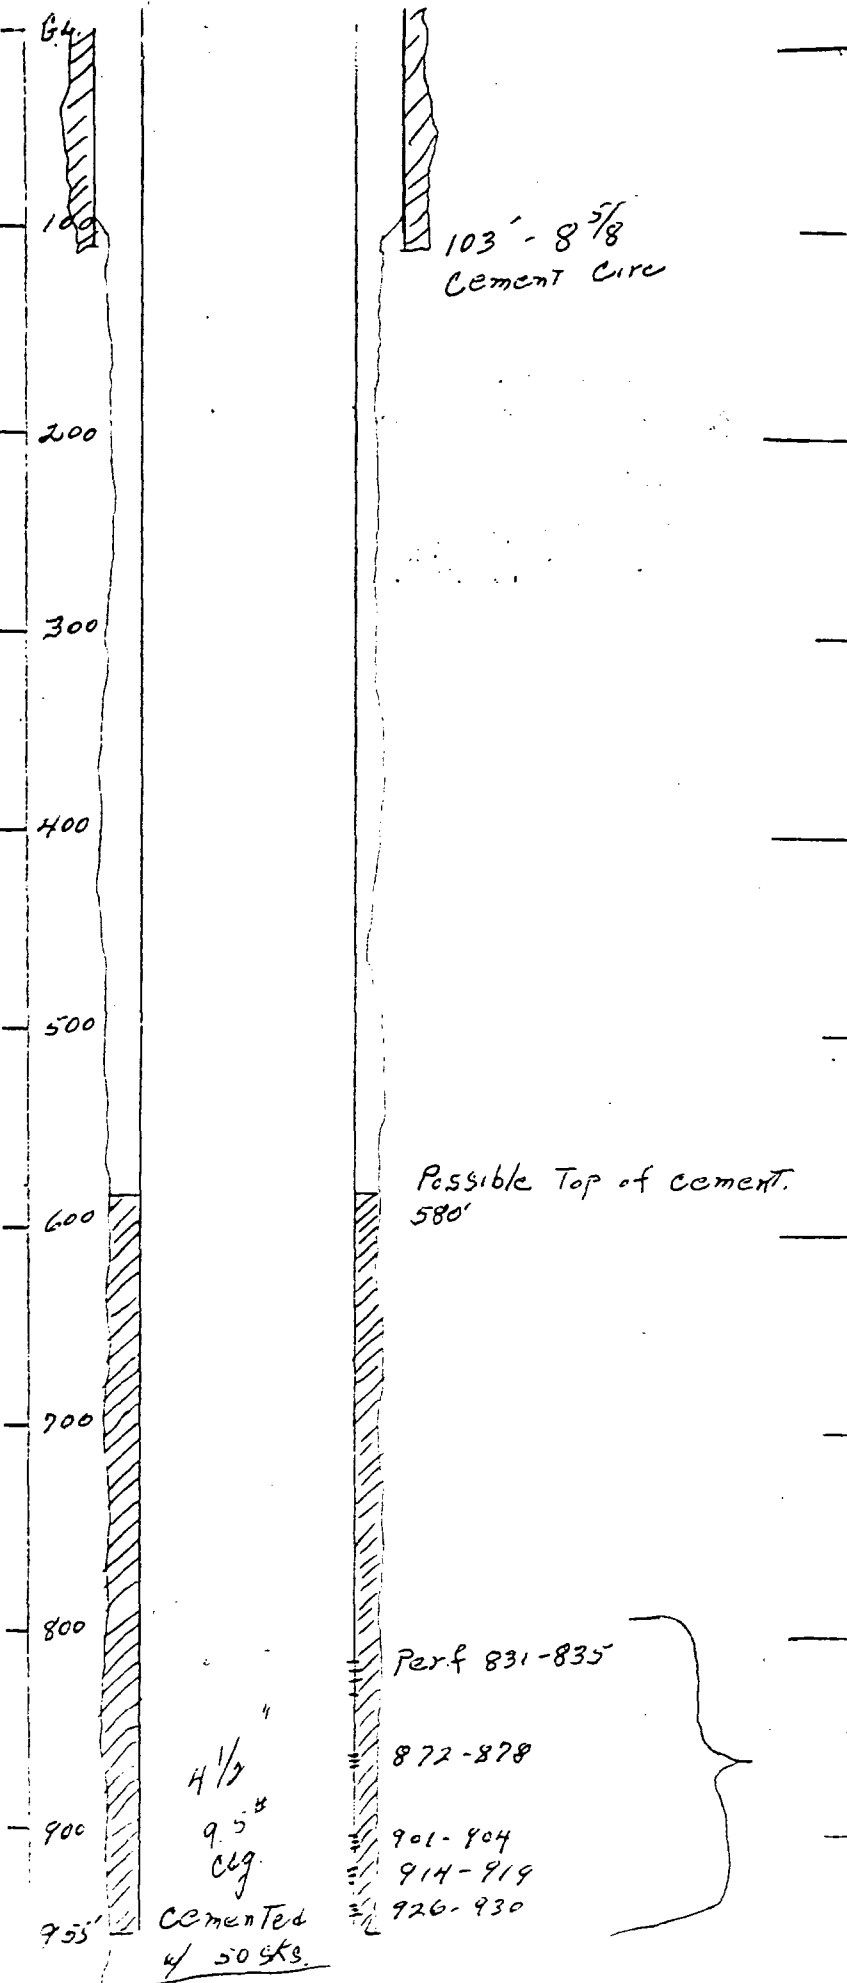 G.L.
100
103' - 8 5/8
Cement Circ
200
300
400
500
Possible Top of cement.
580'
600
700
800
Perf 831-835
872-878
4 1/2"
900
9.5#
csg.
901-904
914-919
926-930
955'
Cemented
w/ 50 sks.